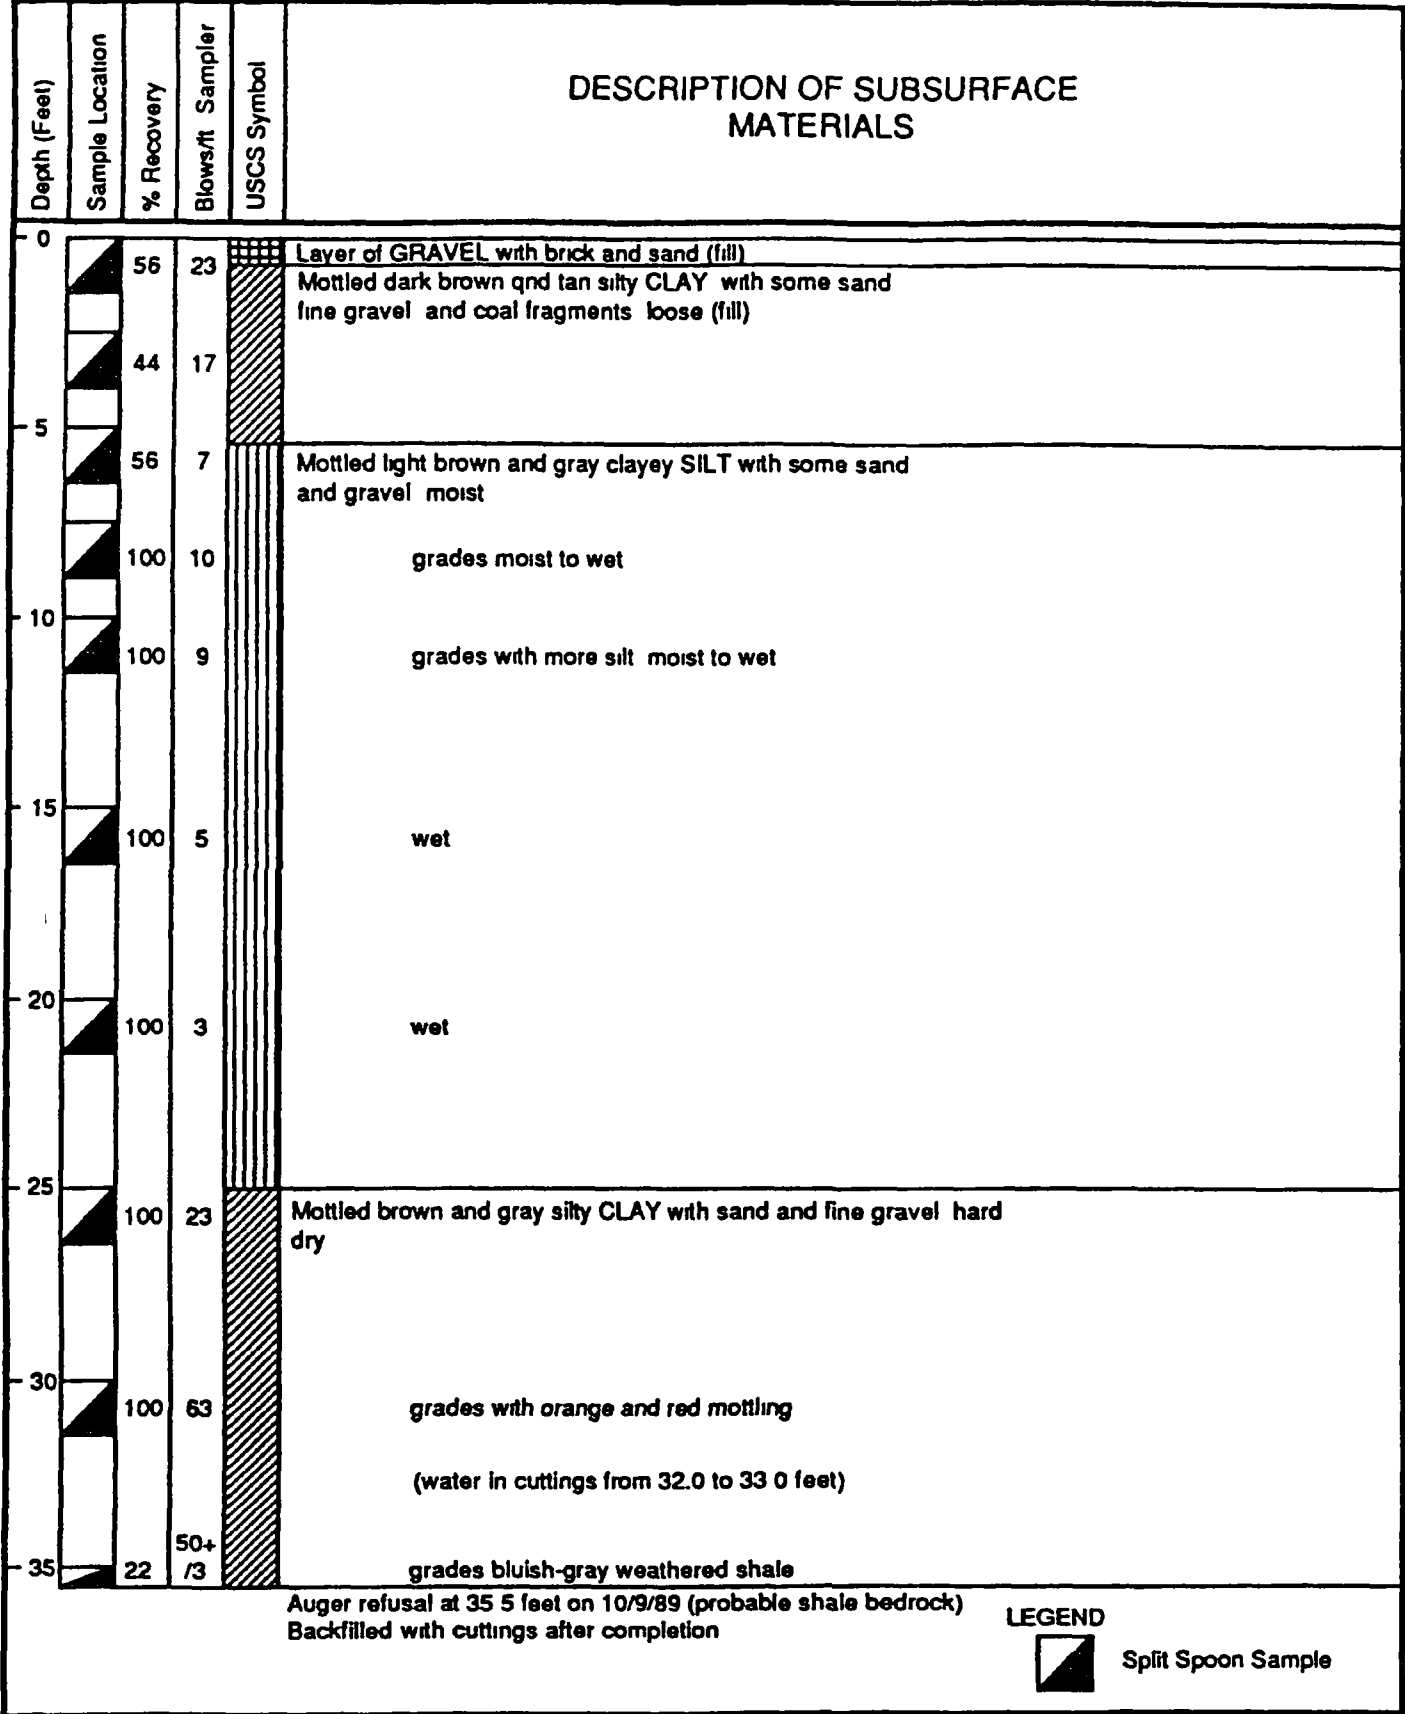 Depth (Feet)
Sample Location
% Recovery
Blows/ft Sampler
USCS Symbol
DESCRIPTION OF SUBSURFACE
MATERIALS
0
56 23 Layer of GRAVEL with brick and sand (fill)
Mottled dark brown qnd tan silty CLAY with some sand
fine gravel and coal fragments loose (fill)
44 17
5
56 7 Mottled light brown and gray clayey SILT with some sand
and gravel moist
100 10 grades moist to wet
10
100 9 grades with more silt moist to wet
15
100 5 wet
20
100 3 wet
25
100 23 Mottled brown and gray silty CLAY with sand and fine gravel hard
dry
30
100 63 grades with orange and red mottling
(water in cuttings from 32.0 to 33 0 feet)
50+
35 22 /3 grades bluish-gray weathered shale
Auger refusal at 35 5 feet on 10/9/89 (probable shale bedrock)
Backfilled with cuttings after completion
LEGEND
Split Spoon Sample